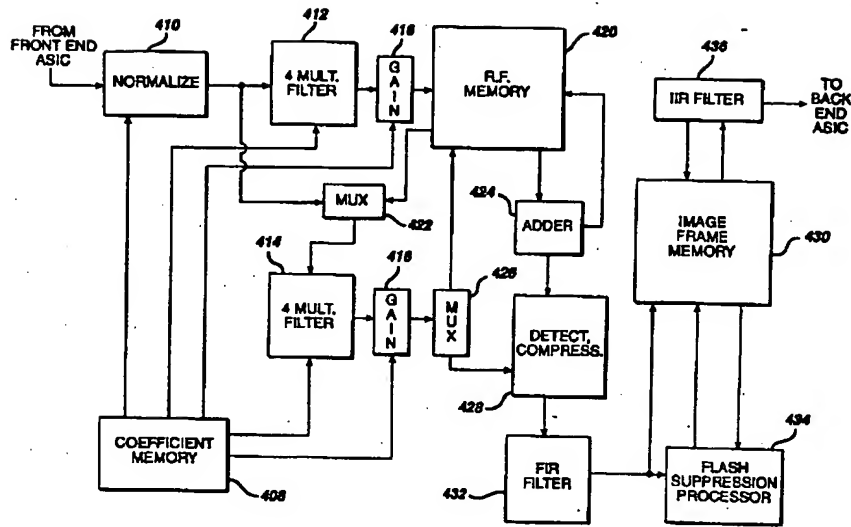 FROM
FRONT END
ASIC
410
NORMALIZE
412
4 MULT.
FILTER
416
GAIN
420
R.F.
MEMORY
436
IIR FILTER
TO
BACK
END
ASIC
MUX
422
424
ADDER
IMAGE
FRAME
MEMORY
430
414
4 MULT.
FILTER
418
GAIN
426
MUX
DETECT,
COMPRESS.
428
COEFFICIENT
MEMORY
408
FIR
FILTER
432
434
FLASH
SUPPRESSION
PROCESSOR